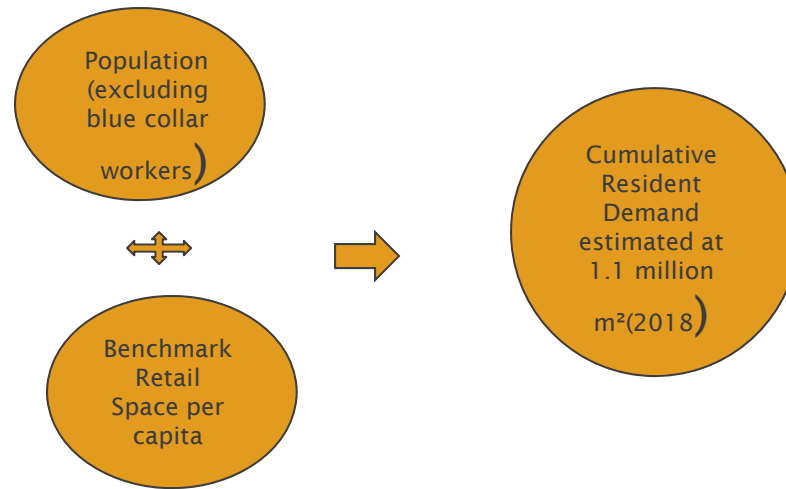 Population
(excluding
blue collar
workers)
Benchmark
Retail
Space per
capita
Cumulative
Resident
Demand
estimated at
1.1 million
m²(2018)